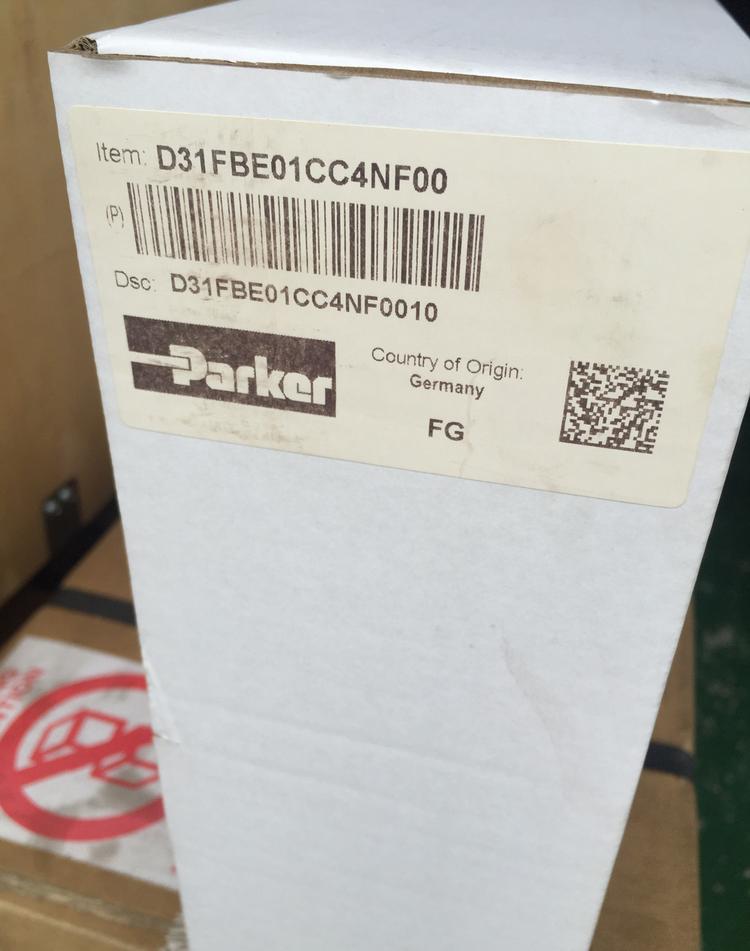 Item: D31FBE01CC4NF00
(P)
Dsc: D31FBE01CC4NF0010
Parker
Country of Origin:
Germany
FG